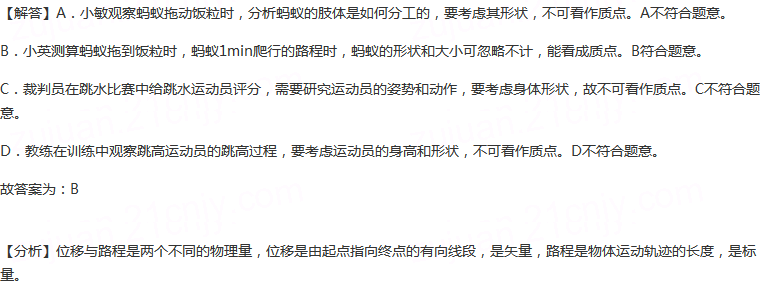 【解答】A．小敏观察蚂蚁拖动饭粒时，分析蚂蚁的肢体是如何分工的，要考虑其形状，不可看作质点。A不符合题意。
B．小英测算蚂蚁拖到饭粒时，蚂蚁1min爬行的路程时，蚂蚁的形状和大小可忽略不计，能看成质点。B符合题意。
C．裁判员在跳水比赛中给跳水运动员评分，需要研究运动员的姿势和动作，要考虑身体形状，故不可看作质点。C不符合题
意。
D．教练在训练中观察跳高运动员的跳高过程，要考虑运动员的身高和形状，不可看作质点。D不符合题意。
故答案为：B
【分析】位移与路程是两个不同的物理量，位移是由起点指向终点的有向线段，是矢量，路程是物体运动轨迹的长度，是标
量。